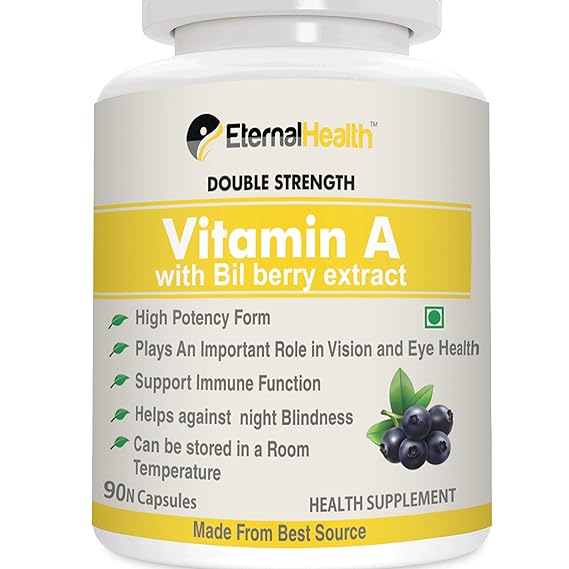 EternalHealth™
DOUBLE STRENGTH
Vitamin A
with Bil berry extract
High Potency Form
Plays An Important Role in Vision and Eye Health
Support Immune Function
Helps against night Blindness
Can be stored in a Room
Temperature
90N Capsules
HEALTH SUPPLEMENT
Made From Best Source